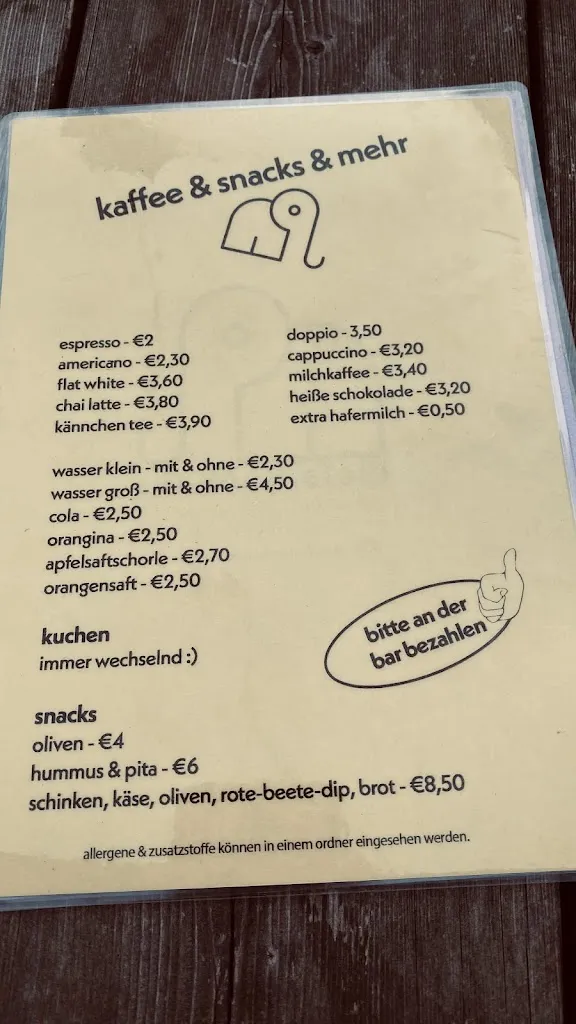 kaffee & snacks & mehr
espresso - €2
americano - €2,30
flat white - €3,60
chai latte - €3,80
kännchen tee - €3,90
doppio - 3,50
cappuccino - €3,20
milchkaffee - €3,40
heiße schokolade - €3,20
extra hafermilch - €0,50
wasser klein - mit & ohne - €2,30
wasser groß - mit & ohne - €4,50
cola - €2,50
orangina - €2,50
apfelsaftschorle - €2,70
orangensaft - €2,50
kuchen
immer wechselnd :)
bitte an der
bar bezahlen
snacks
oliven - €4
hummus & pita - €6
schinken, käse, oliven, rote-beete-dip, brot - €8,50
allergene & zusatzstoffe können in einem ordner eingesehen werden.